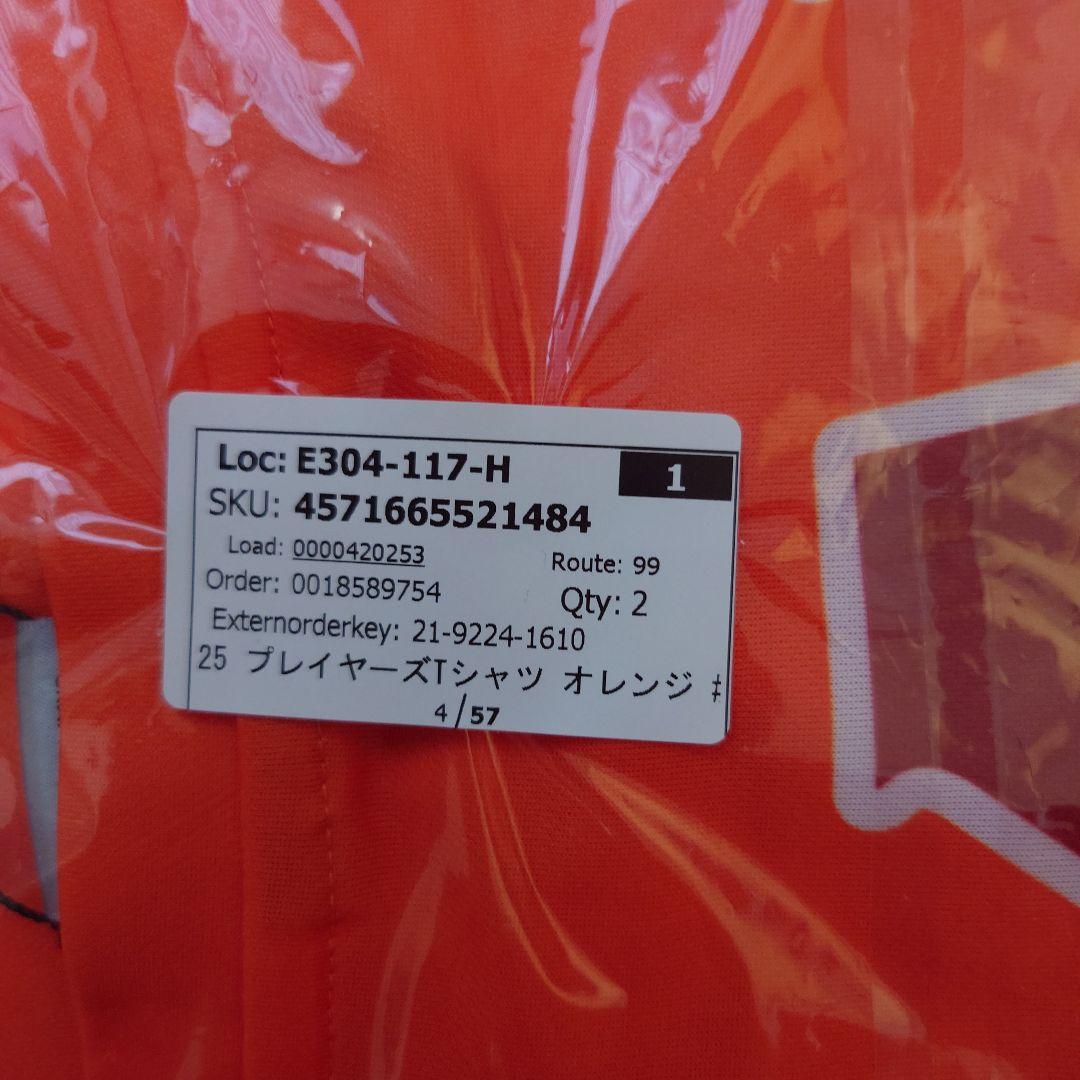 Loc: E304-117-H 1
SKU: 4571665521484
Load: 0000420253 Route: 99
Order: 0018589754 Qty: 2
Externorderkey: 21-9224-1610
25 プレイヤーズTシャツ オレンジ
4/57